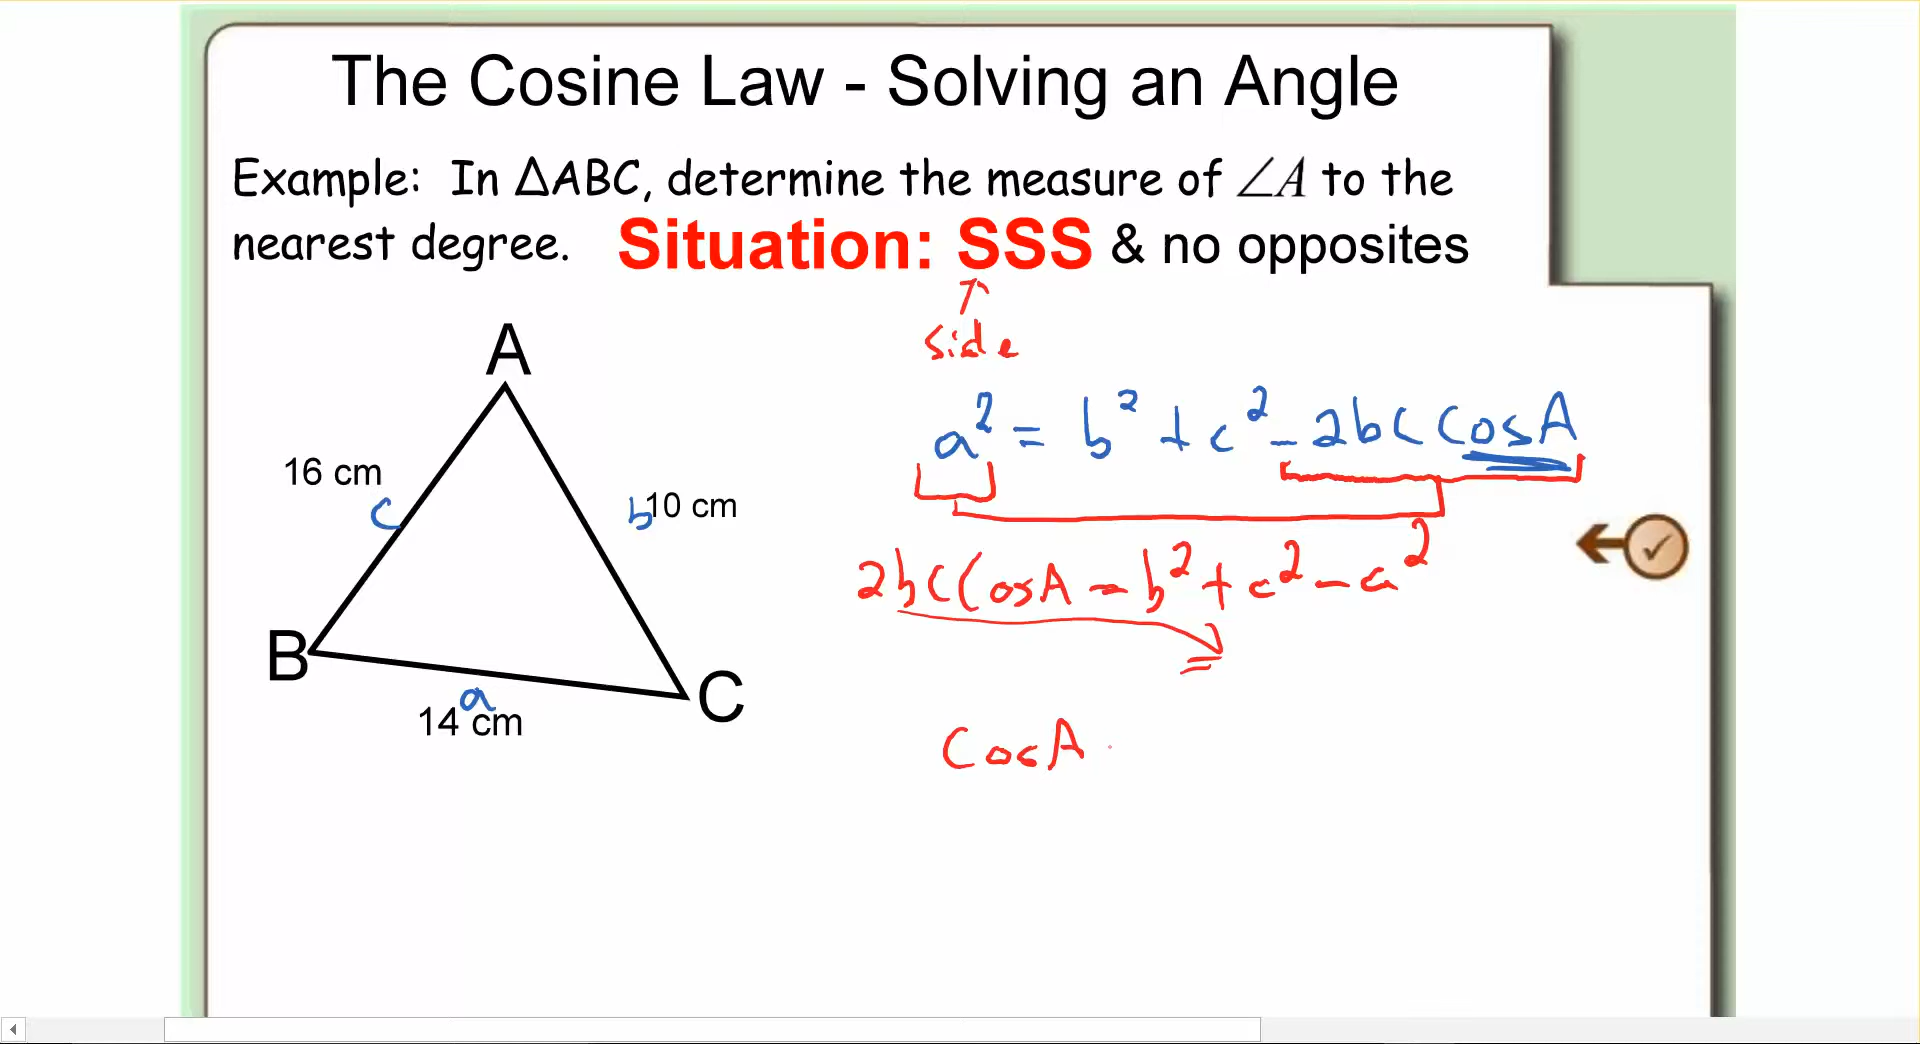 The Cosine Law - Solving an Angle
Example: In ΔABC, determine the measure of ∠A to the
nearest degree. Situation: SSS & no opposites
side
A
a² = b² + c² - 2bc CosA
16 cm
c
b 10 cm
2bc CosA = b² + c² - a²
B
C
a
14 cm
CosA